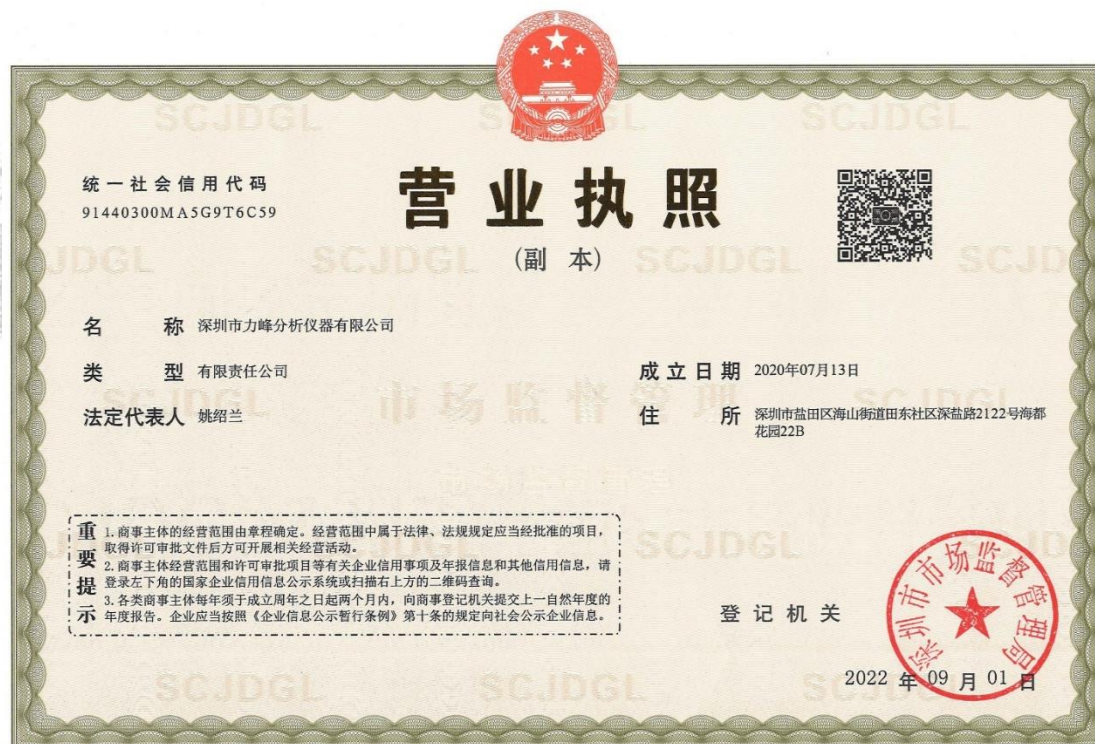 统一社会信用代码
91440300MA5G9T6C59
营业执照
(副 本)
名 称 深圳市力峰分析仪器有限公司
类 型 有限责任公司
法定代表人 姚绍兰
成立日期 2020年07月13日
住 所 深圳市盐田区海山街道田东社区深盐路2122号海都
花园22B
重要提示
1.商事主体的经营范围由章程确定。经营范围中属于法律、法规规定应当经批准的项目，
取得许可审批文件后方可开展相关经营活动。
2.商事主体经营范围和许可审批项目等有关企业信用事项及年报信息和其他信用信息，请
登录左下角的国家企业信用信息公示系统或扫描右上方的二维码查询。
3.各类商事主体每年须于成立周年之日起两个月内，向商事登记机关提交上一自然年度的
年度报告。企业应当按照《企业信息公示暂行条例》第十条的规定向社会公示企业信息。
登记机关
深圳市市场监督管理局
2022 年 09 月 01 日
SCJDGL
市场监督管理